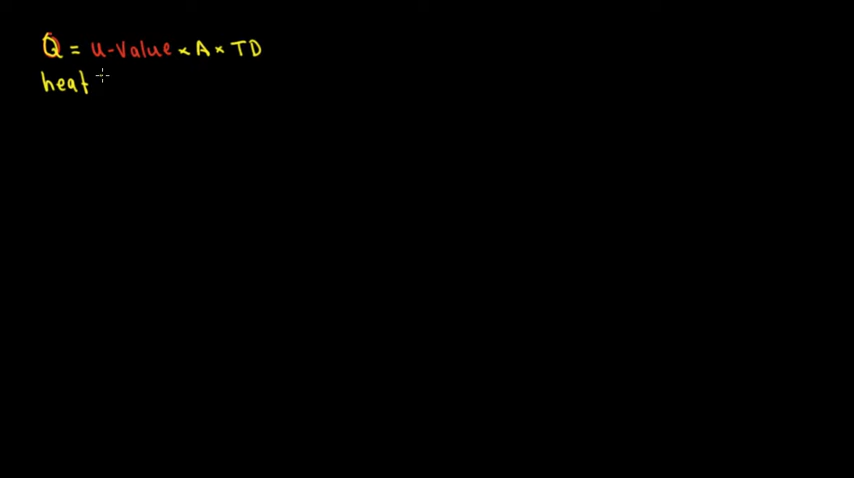 Q = u-value × A × TD
heat